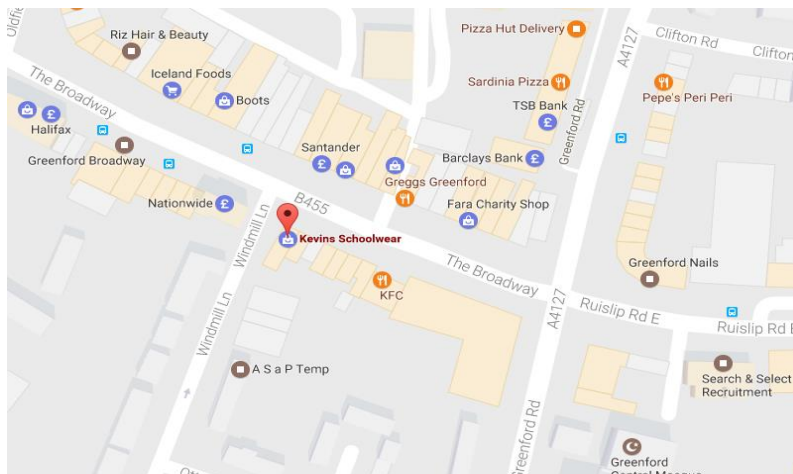 Oldfie
Riz Hair & Beauty
Pizza Hut Delivery
A4127
Clifton Rd
Clifton
The Broadway
Iceland Foods
Boots
Sardinia Pizza
Pepe's Peri Peri
TSB Bank
£
Halifax
£
Greenford Rd
Greenford Broadway
Santander
£
Barclays Bank
£
Greggs Greenford
Nationwide
£
B455
Fara Charity Shop
Windmill Ln
Kevins Schoolwear
The Broadway
Greenford Nails
KFC
A4127
Ruislip Rd E
Ruislip Rd E
Windmill Ln
A S a P Temp
Search & Select
Recruitment
Greenford Rd
Greenford
Central Mosque